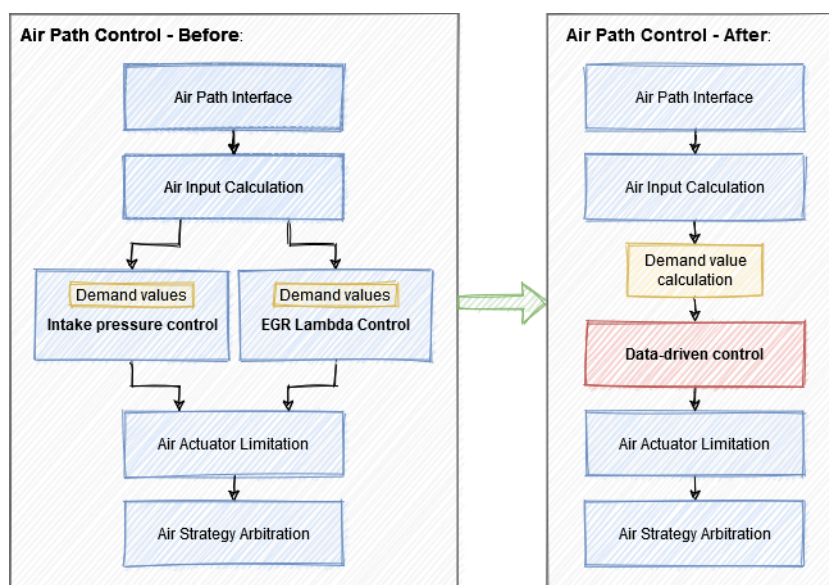 Air Path Control - Before:
Air Path Interface
Air Input Calculation
Demand values
Intake pressure control
Demand values
EGR Lambda Control
Air Actuator Limitation
Air Strategy Arbitration
Air Path Control - After:
Air Path Interface
Air Input Calculation
Demand value
calculation
Data-driven control
Air Actuator Limitation
Air Strategy Arbitration